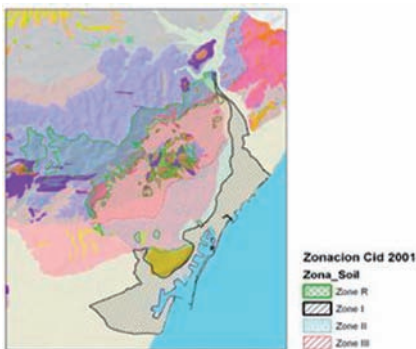 Zonacion Cid 2001
Zona_Soil
Zone R
Zone I
Zone II
Zone III